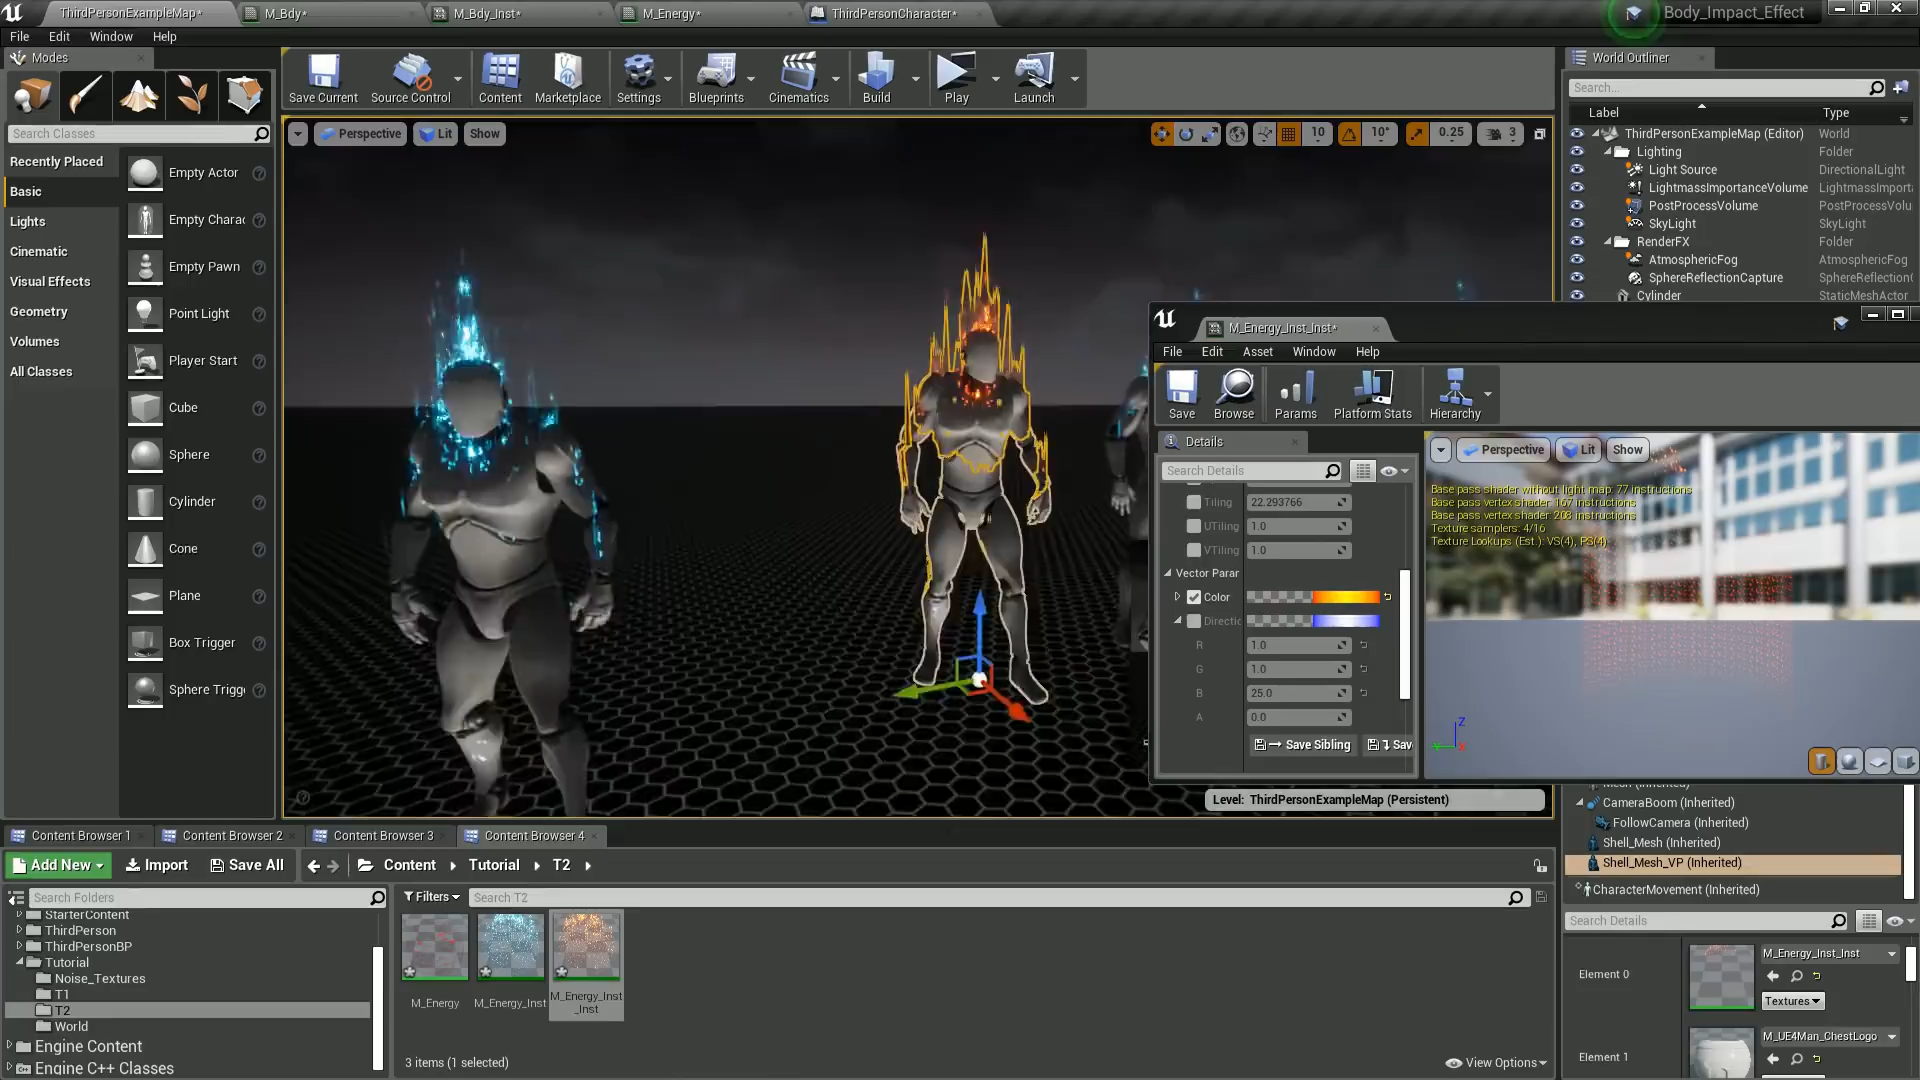 ThirdPersonExampleMap*
M_Bdy*
M_Bdy_Inst*
M_Energy*
ThirdPersonCharacter*
Body_Impact_Effect
File Edit Window Help
Modes
Search Classes
Recently Placed
Basic
Lights
Cinematic
Visual Effects
Geometry
Volumes
All Classes
Empty Actor
Empty Charac
Empty Pawn
Point Light
Player Start
Cube
Sphere
Cylinder
Cone
Plane
Box Trigger
Sphere Trigge
Save Current
Source Control
Content
Marketplace
Settings
Blueprints
Cinematics
Build
Play
Launch
Perspective Lit Show
10 10° 0.25 3
Level: ThirdPersonExampleMap (Persistent)
World Outliner
Search...
Label Type
ThirdPersonExampleMap (Editor) World
Lighting Folder
Light Source DirectionalLight
LightmassImportanceVolume LightmassImporta
PostProcessVolume PostProcessVolu
SkyLight SkyLight
RenderFX Folder
AtmosphericFog AtmosphericFog
SphereReflectionCapture SphereReflection
Cylinder StaticMeshActor
M_Energy_Inst_Inst*
File Edit Asset Window Help
Save
Browse
Params
Platform Stats
Hierarchy
Details
Search Details
Tiling 22.293766
UTiling 1.0
VTiling 1.0
Vector Parar
Color
Directic
R 1.0
G 1.0
B 25.0
A 0.0
Save Sibling
Sav
Perspective Lit Show
Base pass shader without light map: 77 instructions
Base pass vertex shader: 167 instructions
Base pass vertex shader: 208 instructions
Texture samplers: 4/16
Texture Lookups (Est.): VS(4), PS(4)
Z
Mesh (Inherited)
CameraBoom (Inherited)
FollowCamera (Inherited)
Shell_Mesh (Inherited)
Shell_Mesh_VP (Inherited)
CharacterMovement (Inherited)
Search Details
Element 0
M_Energy_Inst_Inst
Textures
Element 1
M_UE4Man_ChestLogo
Content Browser 1
Content Browser 2
Content Browser 3
Content Browser 4
Add New
Import
Save All
Content
Tutorial
T2
Search Folders
StarterContent
ThirdPerson
ThirdPersonBP
Tutorial
Noise_Textures
T1
T2
World
Engine Content
Engine C++ Classes
Filters
Search T2
M_Energy
M_Energy_Inst
M_Energy_Inst
_Inst
3 items (1 selected)
View Options